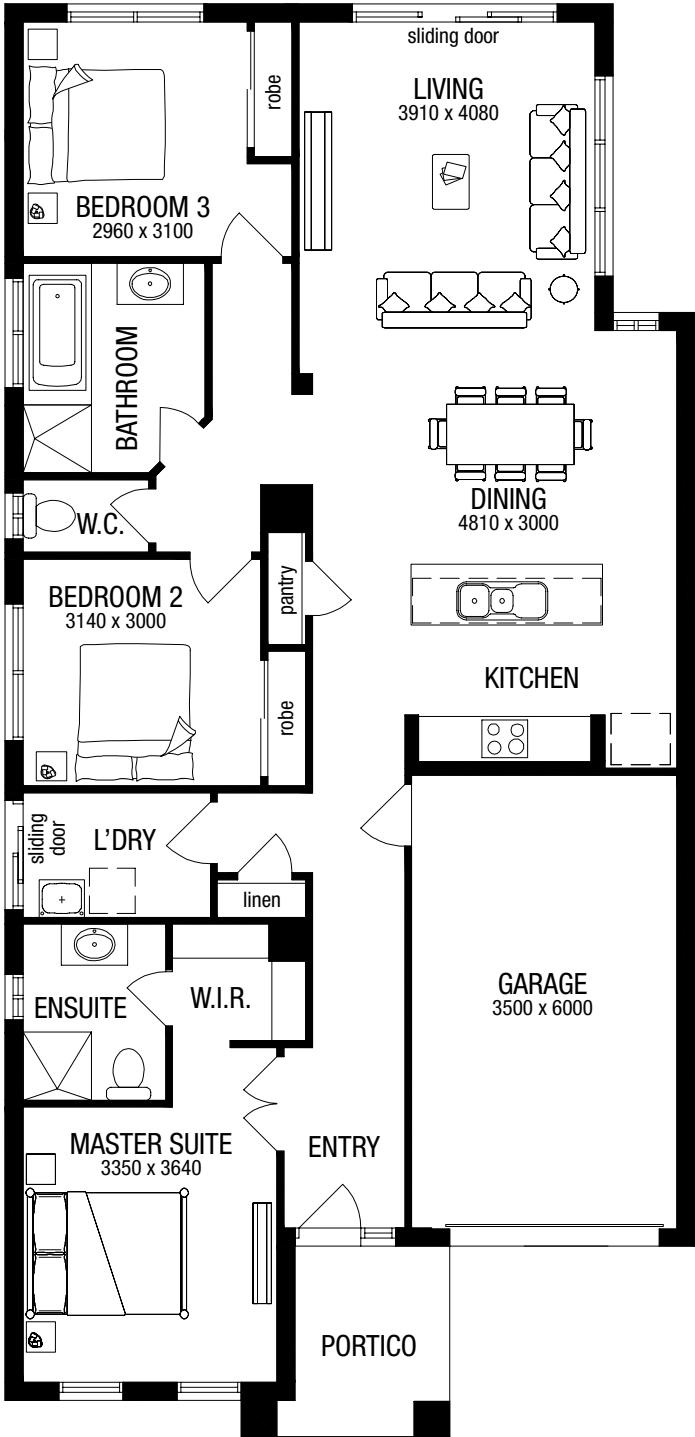 sliding door
LIVING
3910 x 4080
robe
BEDROOM 3
2960 x 3100
BATHROOM
W.C.
DINING
4810 x 3000
pantry
BEDROOM 2
3140 x 3000
KITCHEN
robe
sliding
door
L'DRY
linen
ENSUITE
W.I.R.
GARAGE
3500 x 6000
MASTER SUITE
3350 x 3640
ENTRY
PORTICO